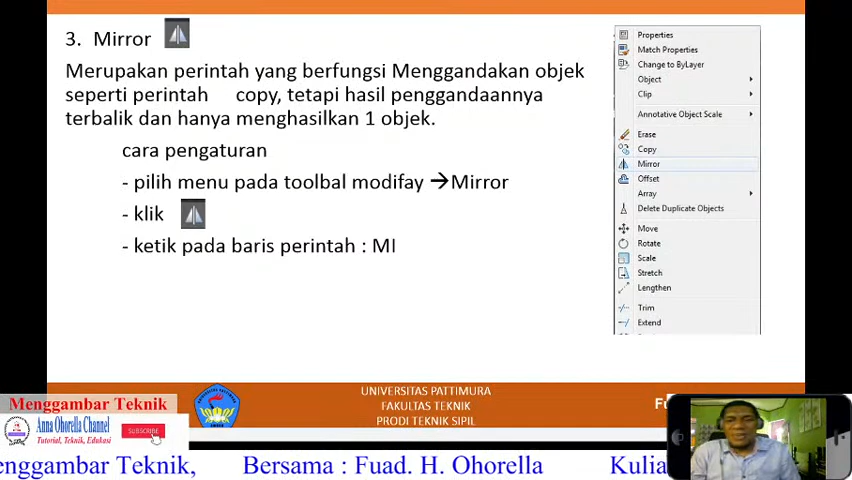 3. Mirror
Merupakan perintah yang berfungsi Menggandakan objek
seperti perintah copy, tetapi hasil penggandaannya
terbalik dan hanya menghasilkan 1 objek.
cara pengaturan
- pilih menu pada toolbal modifay →Mirror
- klik
- ketik pada baris perintah : MI
Properties
Match Properties
Change to ByLayer
Object
Clip
Annotative Object Scale
Erase
Copy
Mirror
Offset
Array
Delete Duplicate Objects
Move
Rotate
Scale
Stretch
Lengthen
Trim
Extend
UNIVERSITAS PATTIMURA
FAKULTAS TEKNIK
PRODI TEKNIK SIPIL
Menggambar Teknik
Anna Ohorella Channel
Tutorial, Teknik, Edukasi
SUBSCRIBE
enggambar Teknik, Bersama : Fuad. H. Ohorella Kulia